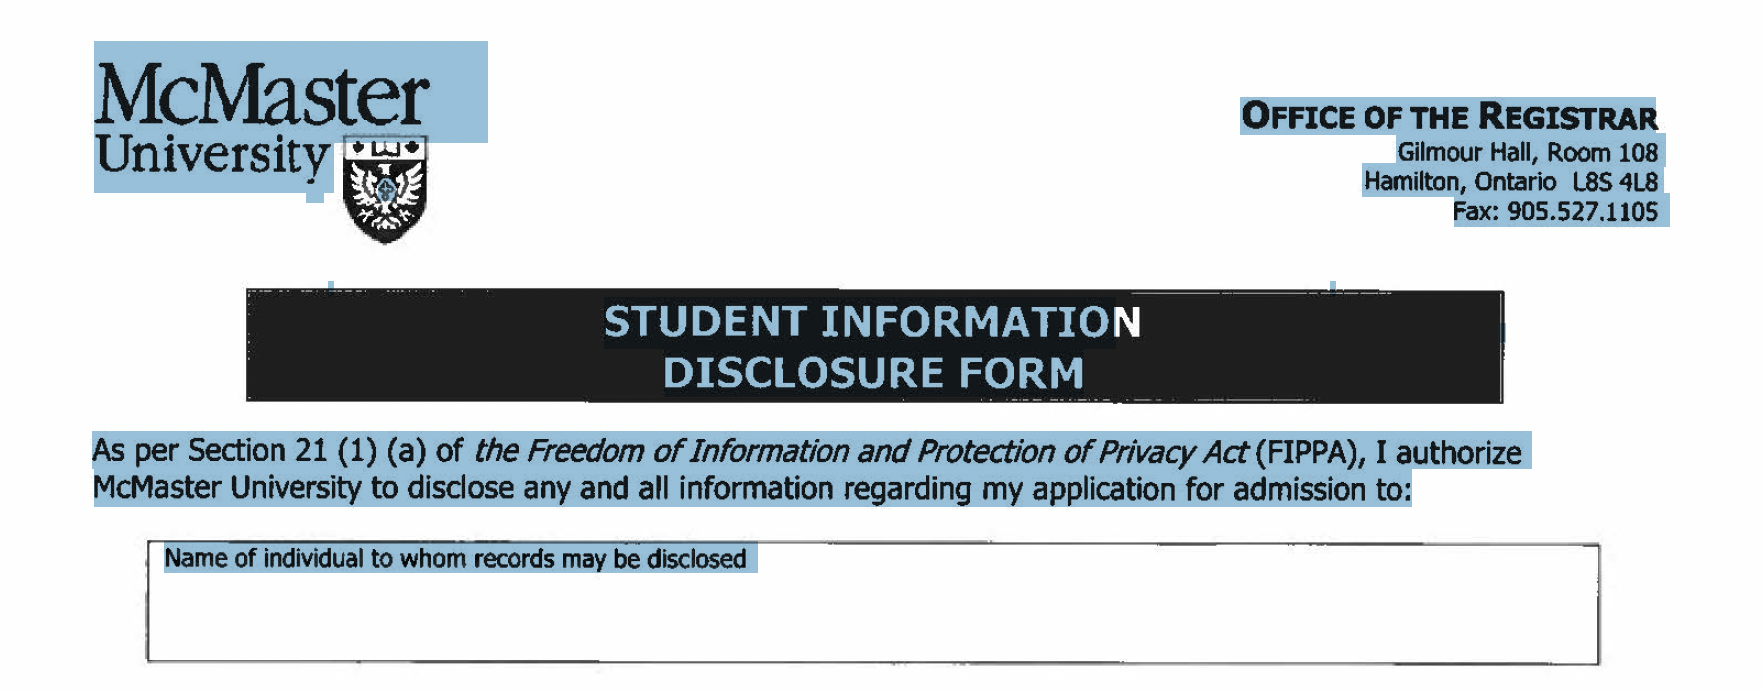 McMaster
University
OFFICE OF THE REGISTRAR
Gilmour Hall, Room 108
Hamilton, Ontario L8S 4L8
Fax: 905.527.1105
STUDENT INFORMATION
DISCLOSURE FORM
As per Section 21 (1) (a) of the Freedom of Information and Protection of Privacy Act (FIPPA), I authorize
McMaster University to disclose any and all information regarding my application for admission to:
Name of individual to whom records may be disclosed